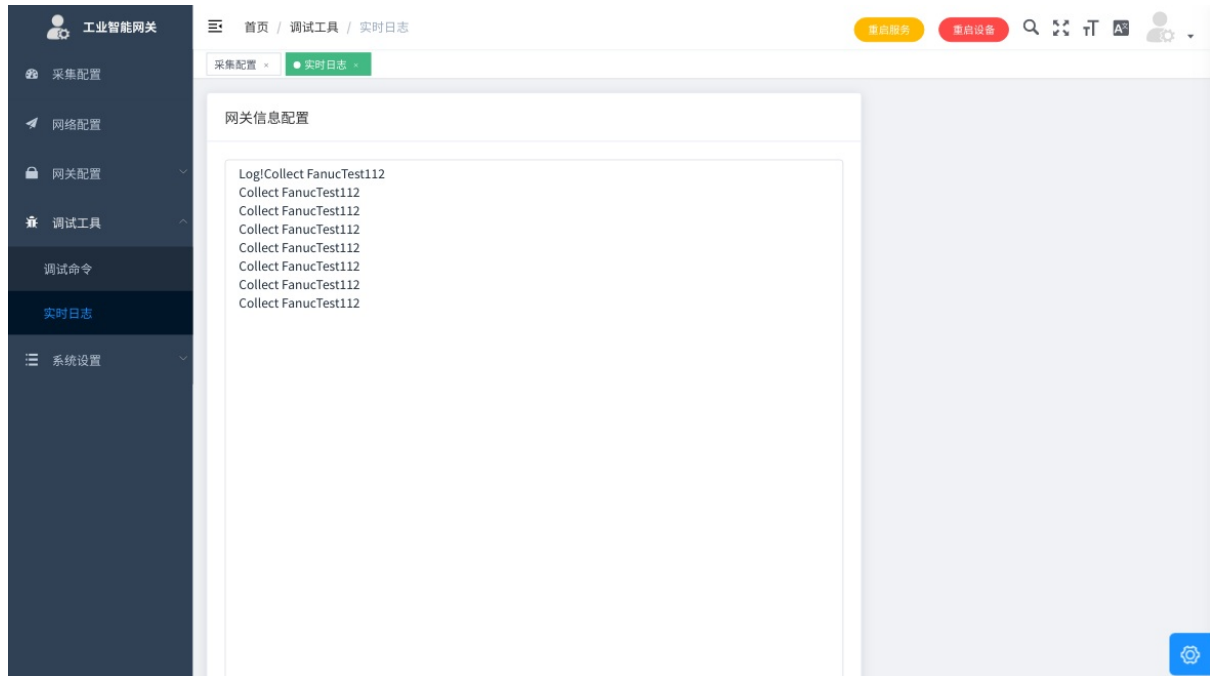 工业智能网关
首页 / 调试工具 / 实时日志
重启服务
重启设备
采集配置 ×
实时日志 ×
采集配置
网络配置
网关配置
调试工具
调试命令
实时日志
系统设置
网关信息配置
Log!Collect FanucTest112
Collect FanucTest112
Collect FanucTest112
Collect FanucTest112
Collect FanucTest112
Collect FanucTest112
Collect FanucTest112
Collect FanucTest112